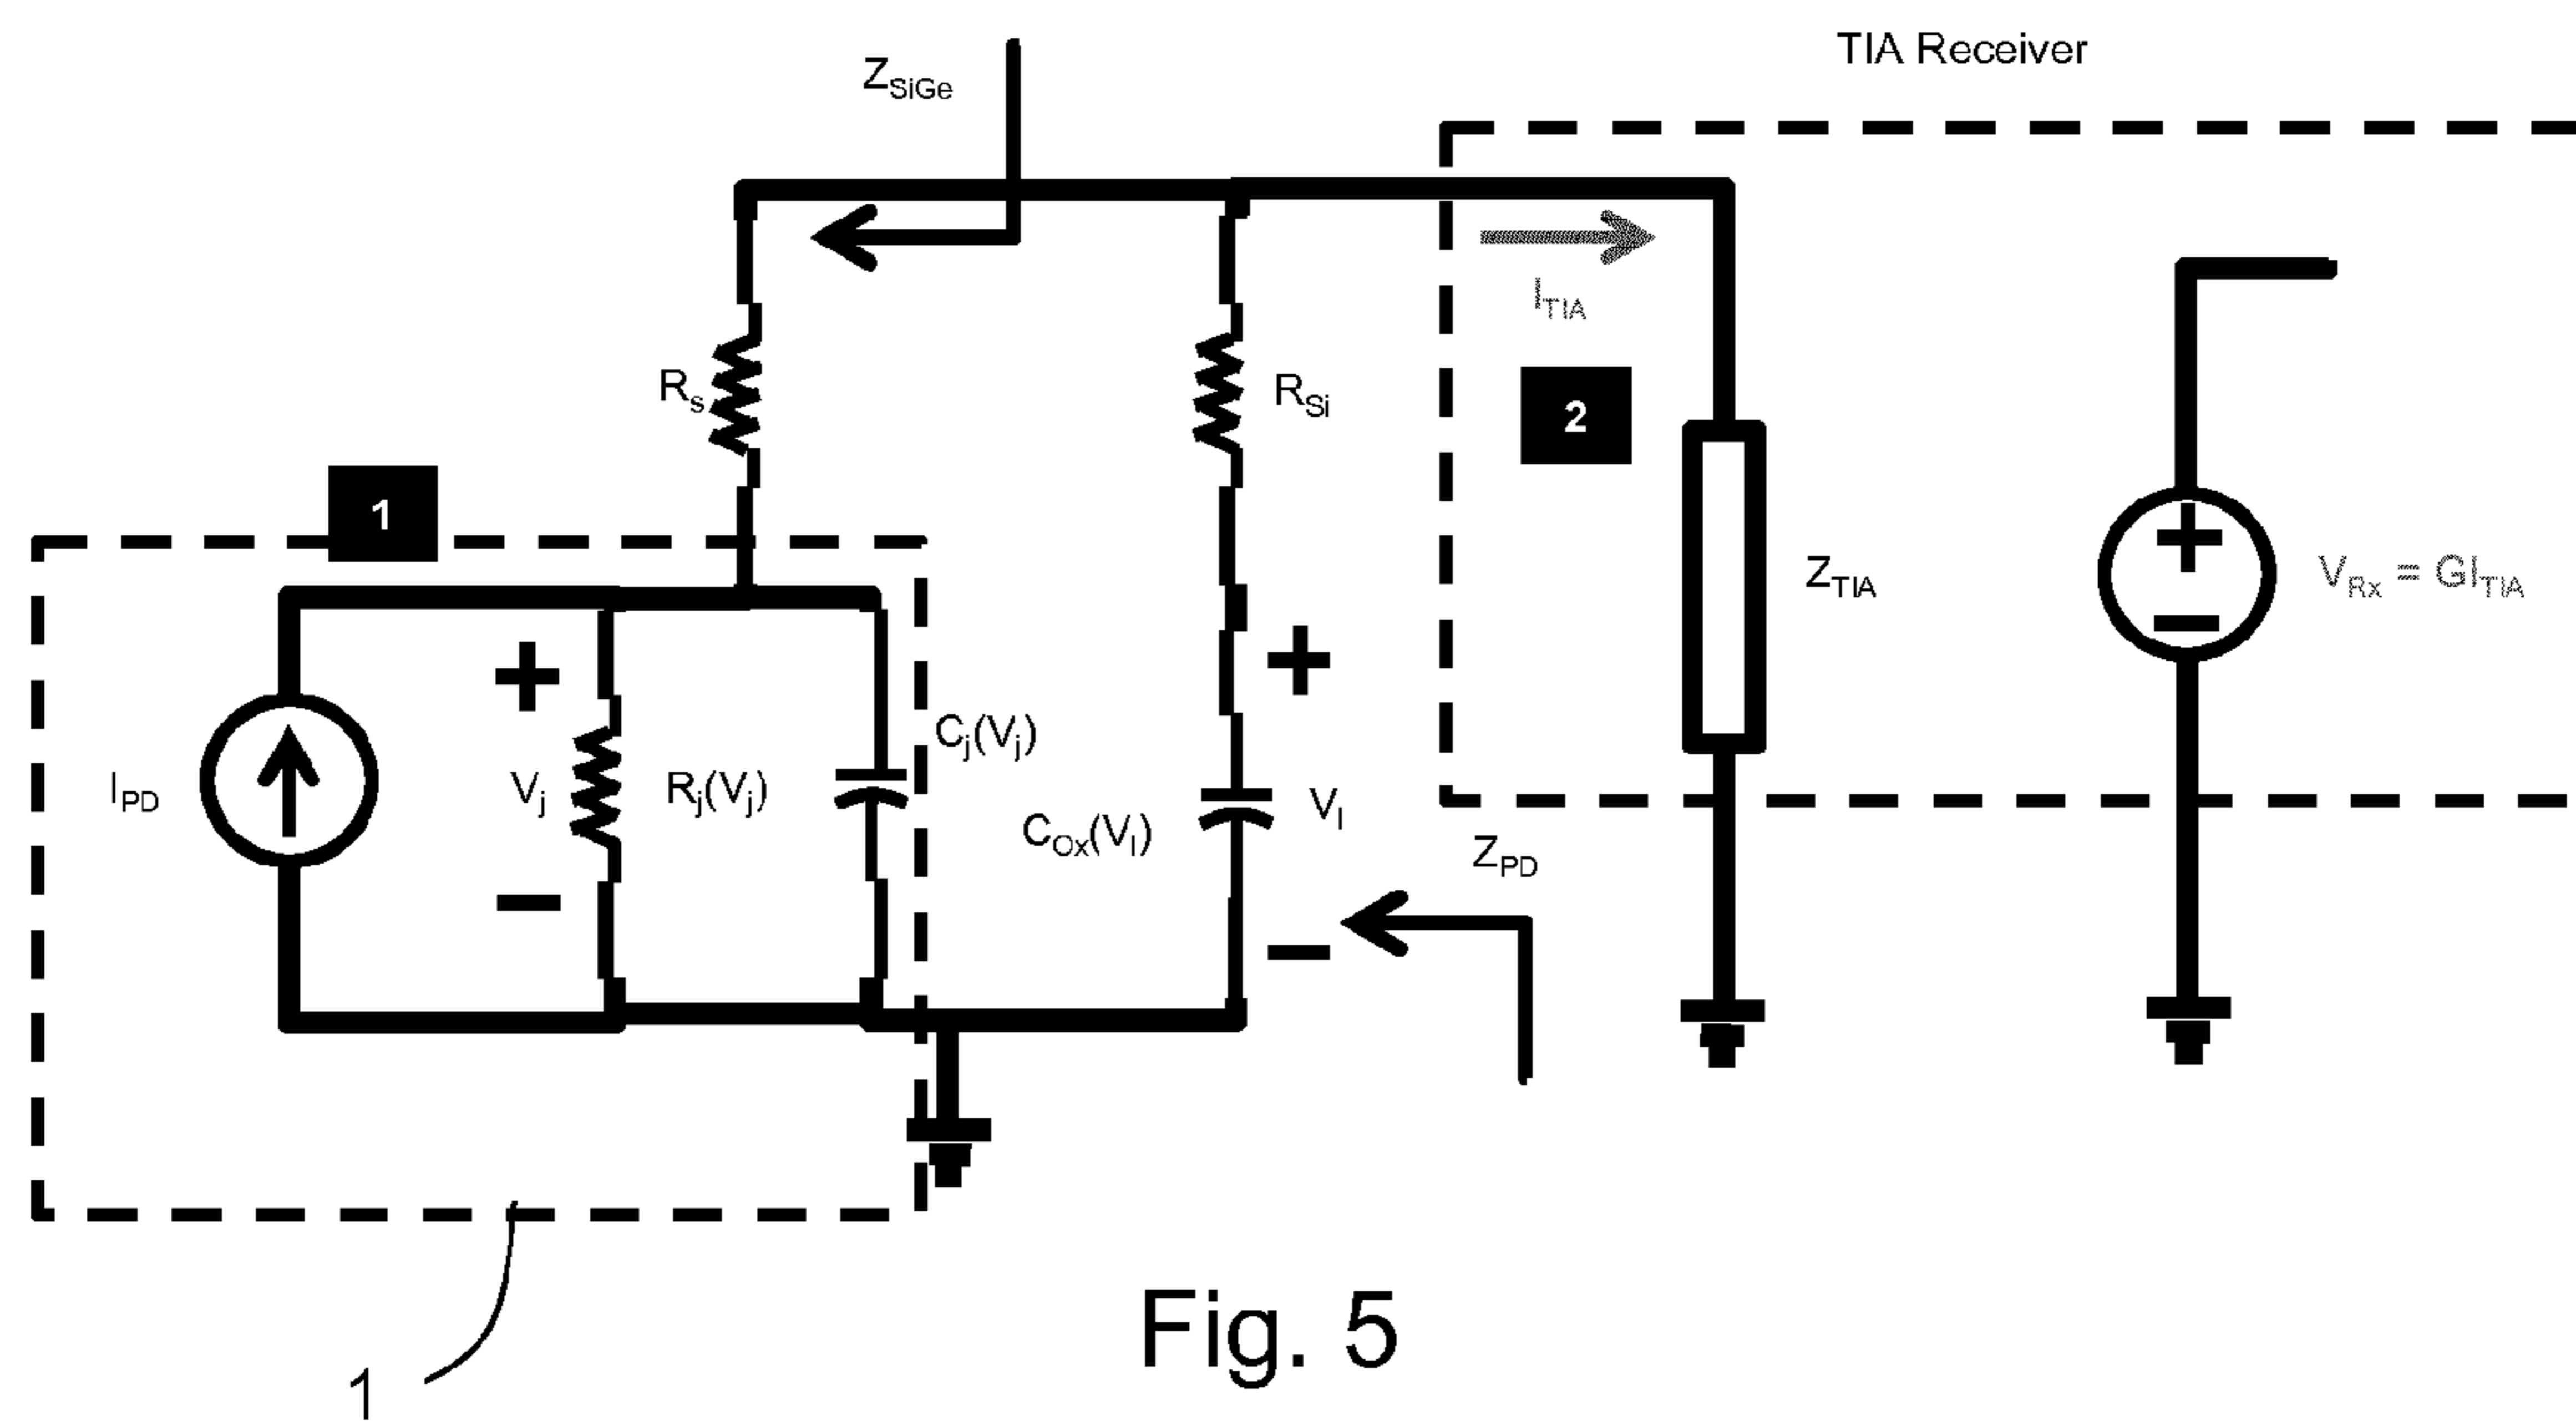 TIA Receiver
Z_SiGe
I_TIA
R_s
R_Si
2
1
Z_TIA
V_Rx = GI_TIA
+
+
+
−
C_j(V_j)
I_PD
V_j
R_j(V_j)
C_Ox(V_I)
V_I
Z_PD
−
−
Fig. 5
1